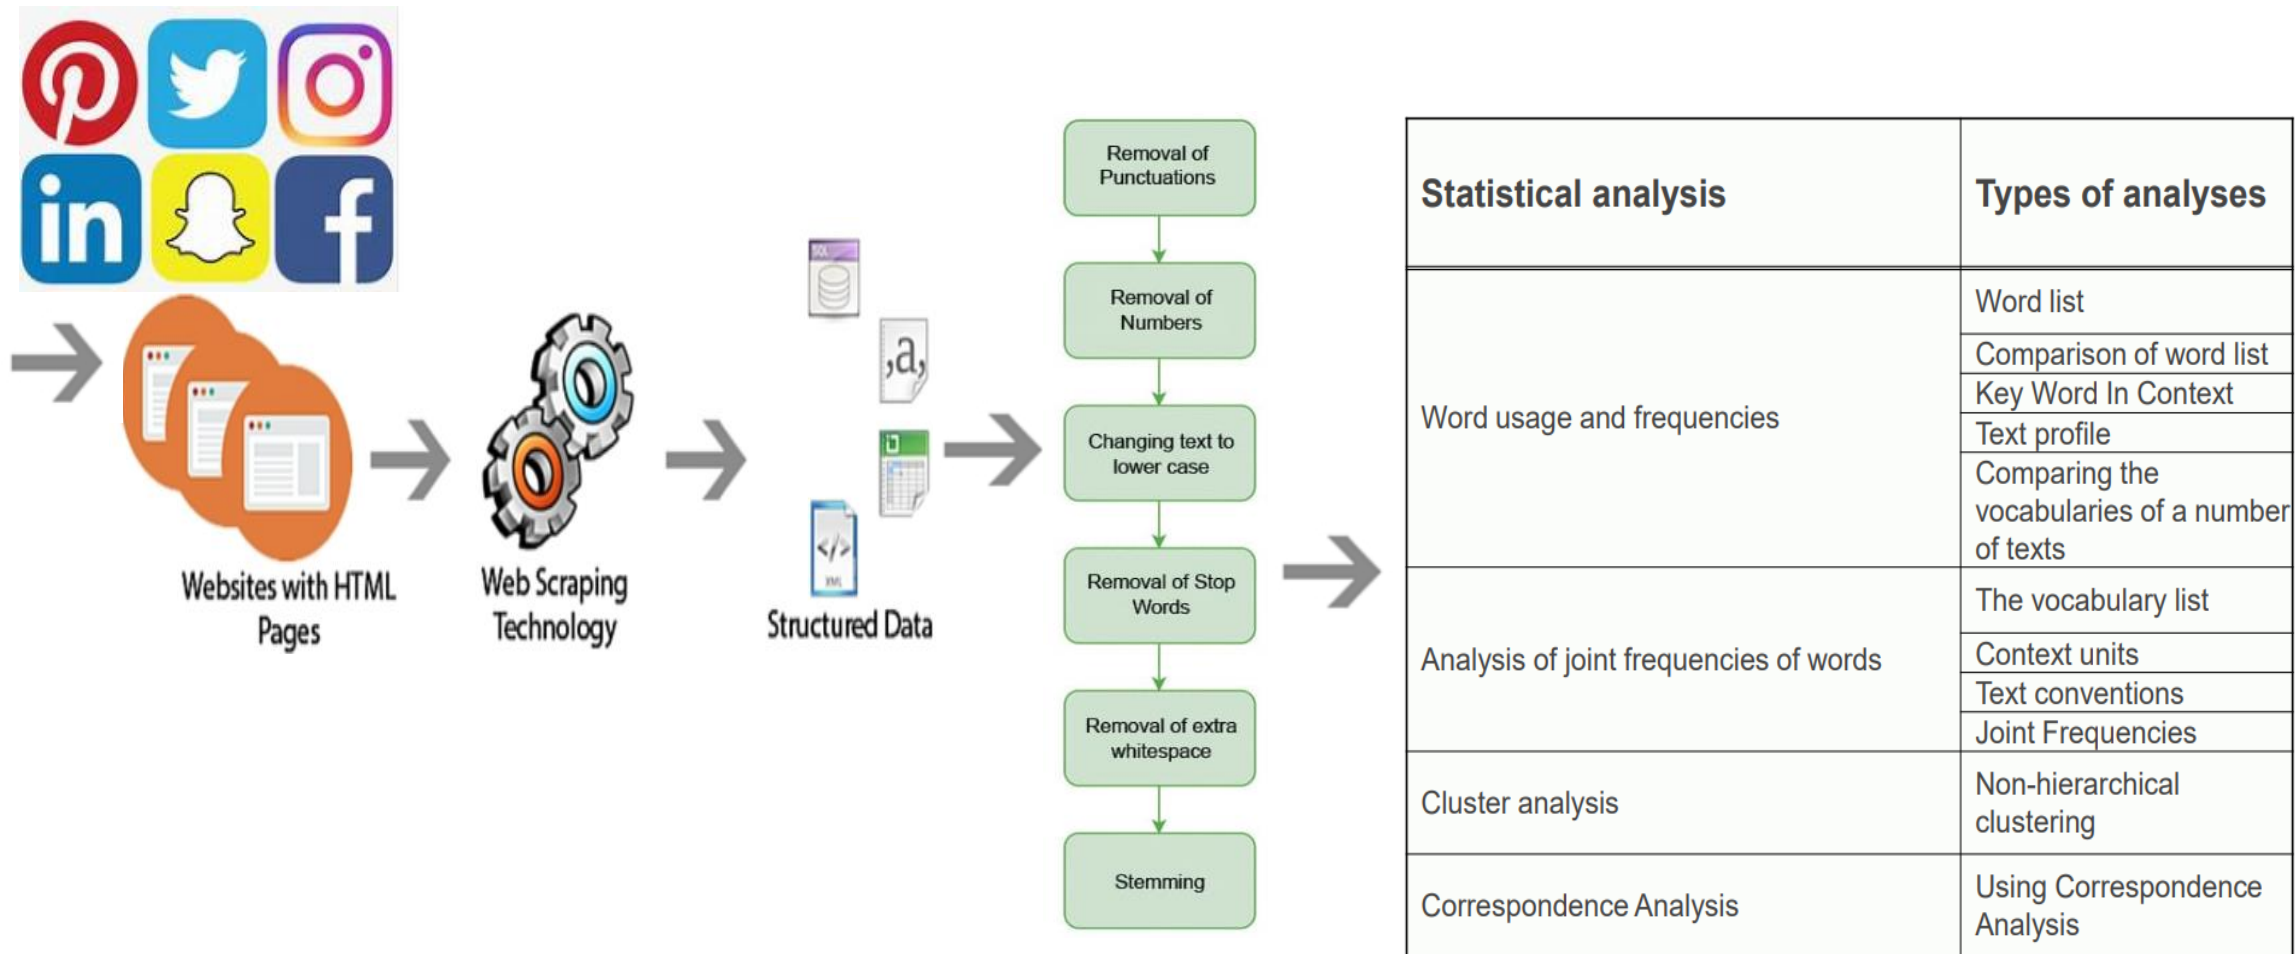 in
f
Websites with HTML
Pages
Web Scraping
Technology
SQL
,a,
</>
XML
Structured Data
Removal of
Punctuations
Removal of
Numbers
Changing text to
lower case
Removal of Stop
Words
Removal of extra
whitespace
Stemming
Statistical analysis
Types of analyses
Word usage and frequencies
Word list
Comparison of word list
Key Word In Context
Text profile
Comparing the
vocabularies of a number
of texts
Analysis of joint frequencies of words
The vocabulary list
Context units
Text conventions
Joint Frequencies
Cluster analysis
Non-hierarchical
clustering
Correspondence Analysis
Using Correspondence
Analysis